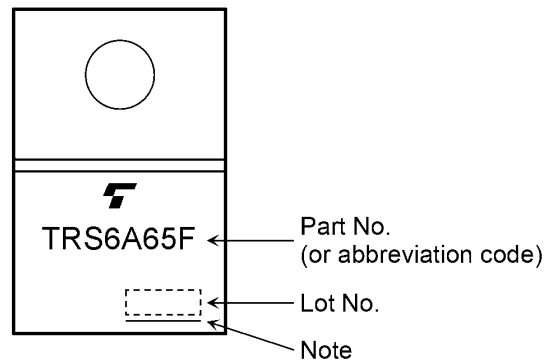 TRS6A65F
Part No.
(or abbreviation code)
Lot No.
Note